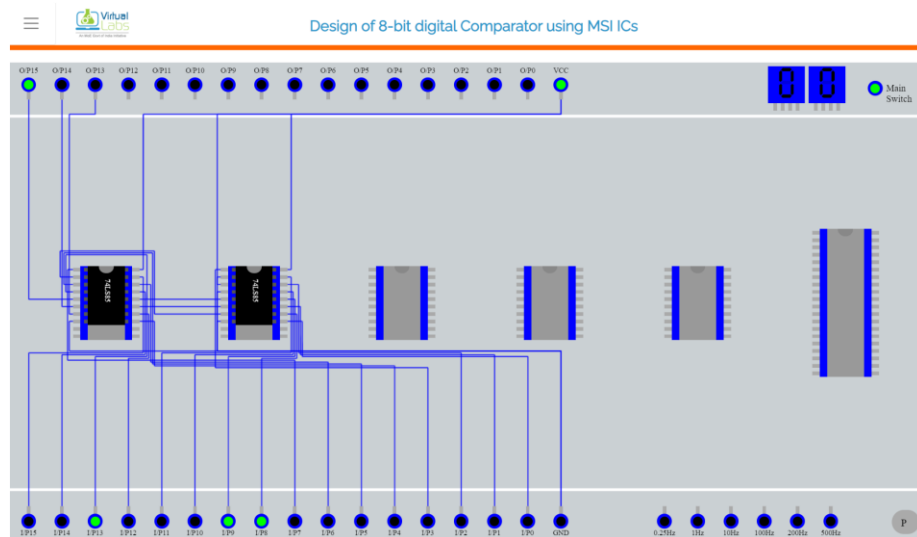 Virtual
Labs
Design of 8-bit digital Comparator using MSI ICs
O/P15 O/P14 O/P13 O/P12 O/P11 O/P10 O/P9 O/P8 O/P7 O/P6 O/P5 O/P4 O/P3 O/P2 O/P1 O/P0 VCC
0 0
Main
Switch
74LS85 74LS85
I/P15 I/P14 I/P13 I/P12 I/P11 I/P10 I/P9 I/P8 I/P7 I/P6 I/P5 I/P4 I/P3 I/P2 I/P1 I/P0 GND 0.25Hz 1Hz 10Hz 100Hz 200Hz 500Hz
P